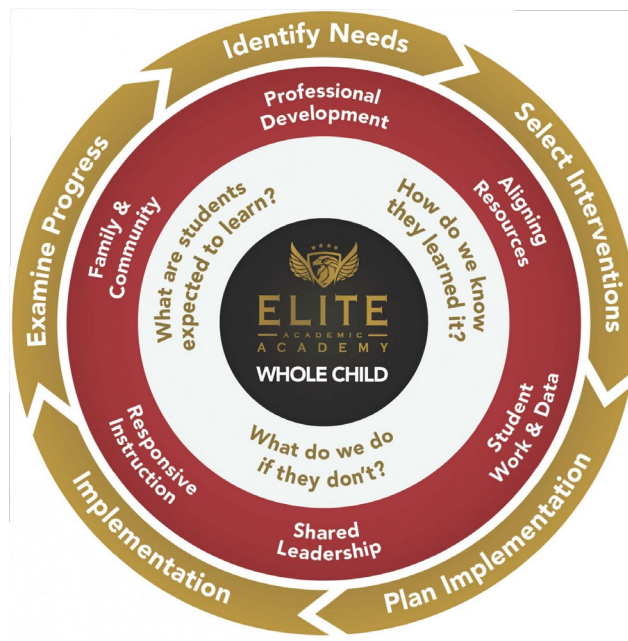 Identify Needs
Select Interventions
Plan Implementation
Implementation
Examine Progress
Professional
Development
Aligning
Resources
Student
Work & Data
Shared
Leadership
Responsive
Instruction
Family &
Community
What are students
expected to learn?
How do we know
they learned it?
What do we do
if they don't?
ELITE
ACADEMIC
ACADEMY
WHOLE CHILD